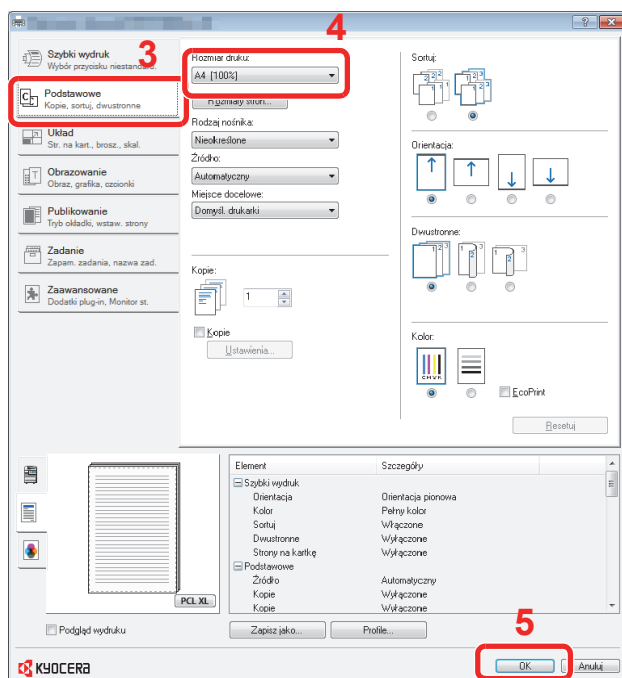 4
3
Szybki wydruk
Wybór przycisku niestandard.
Podstawowe
Kopie, sortuj, dwustronne
Układ
Str. na kart., brosz., skal.
Obrazowanie
Obraz, grafika, czcionki
Publikowanie
Tryb okładki, wstaw. strony
Zadanie
Zapam. zadania, nazwa zad.
Zaawansowane
Dodatki plug-in, Monitor st.
Rozmiar druku:
A4 [100%]
Rozmiary stron...
Rodzaj nośnika:
Nieokreślone
Źródło:
Automatyczny
Miejsce docelowe:
Domyśl. drukarki
Kopie:
1
Kopie
Ustawienia...
Sortuj:
Orientacja:
Dwustronne:
Kolor:
CMYK
EcoPrint
Resetuj
Element Szczegóły
Szybki wydruk
Orientacja Orientacja pionowa
Kolor Pełny kolor
Sortuj Włączone
Dwustronne Wyłączone
Strony na kartkę Wyłączone
Podstawowe
Źródło Automatyczny
Kopie Wyłączone
Kopie Wyłączone
PCL XL
Podgląd wydruku
Zapisz jako... Profile...
5
KYOCERA
OK Anuluj